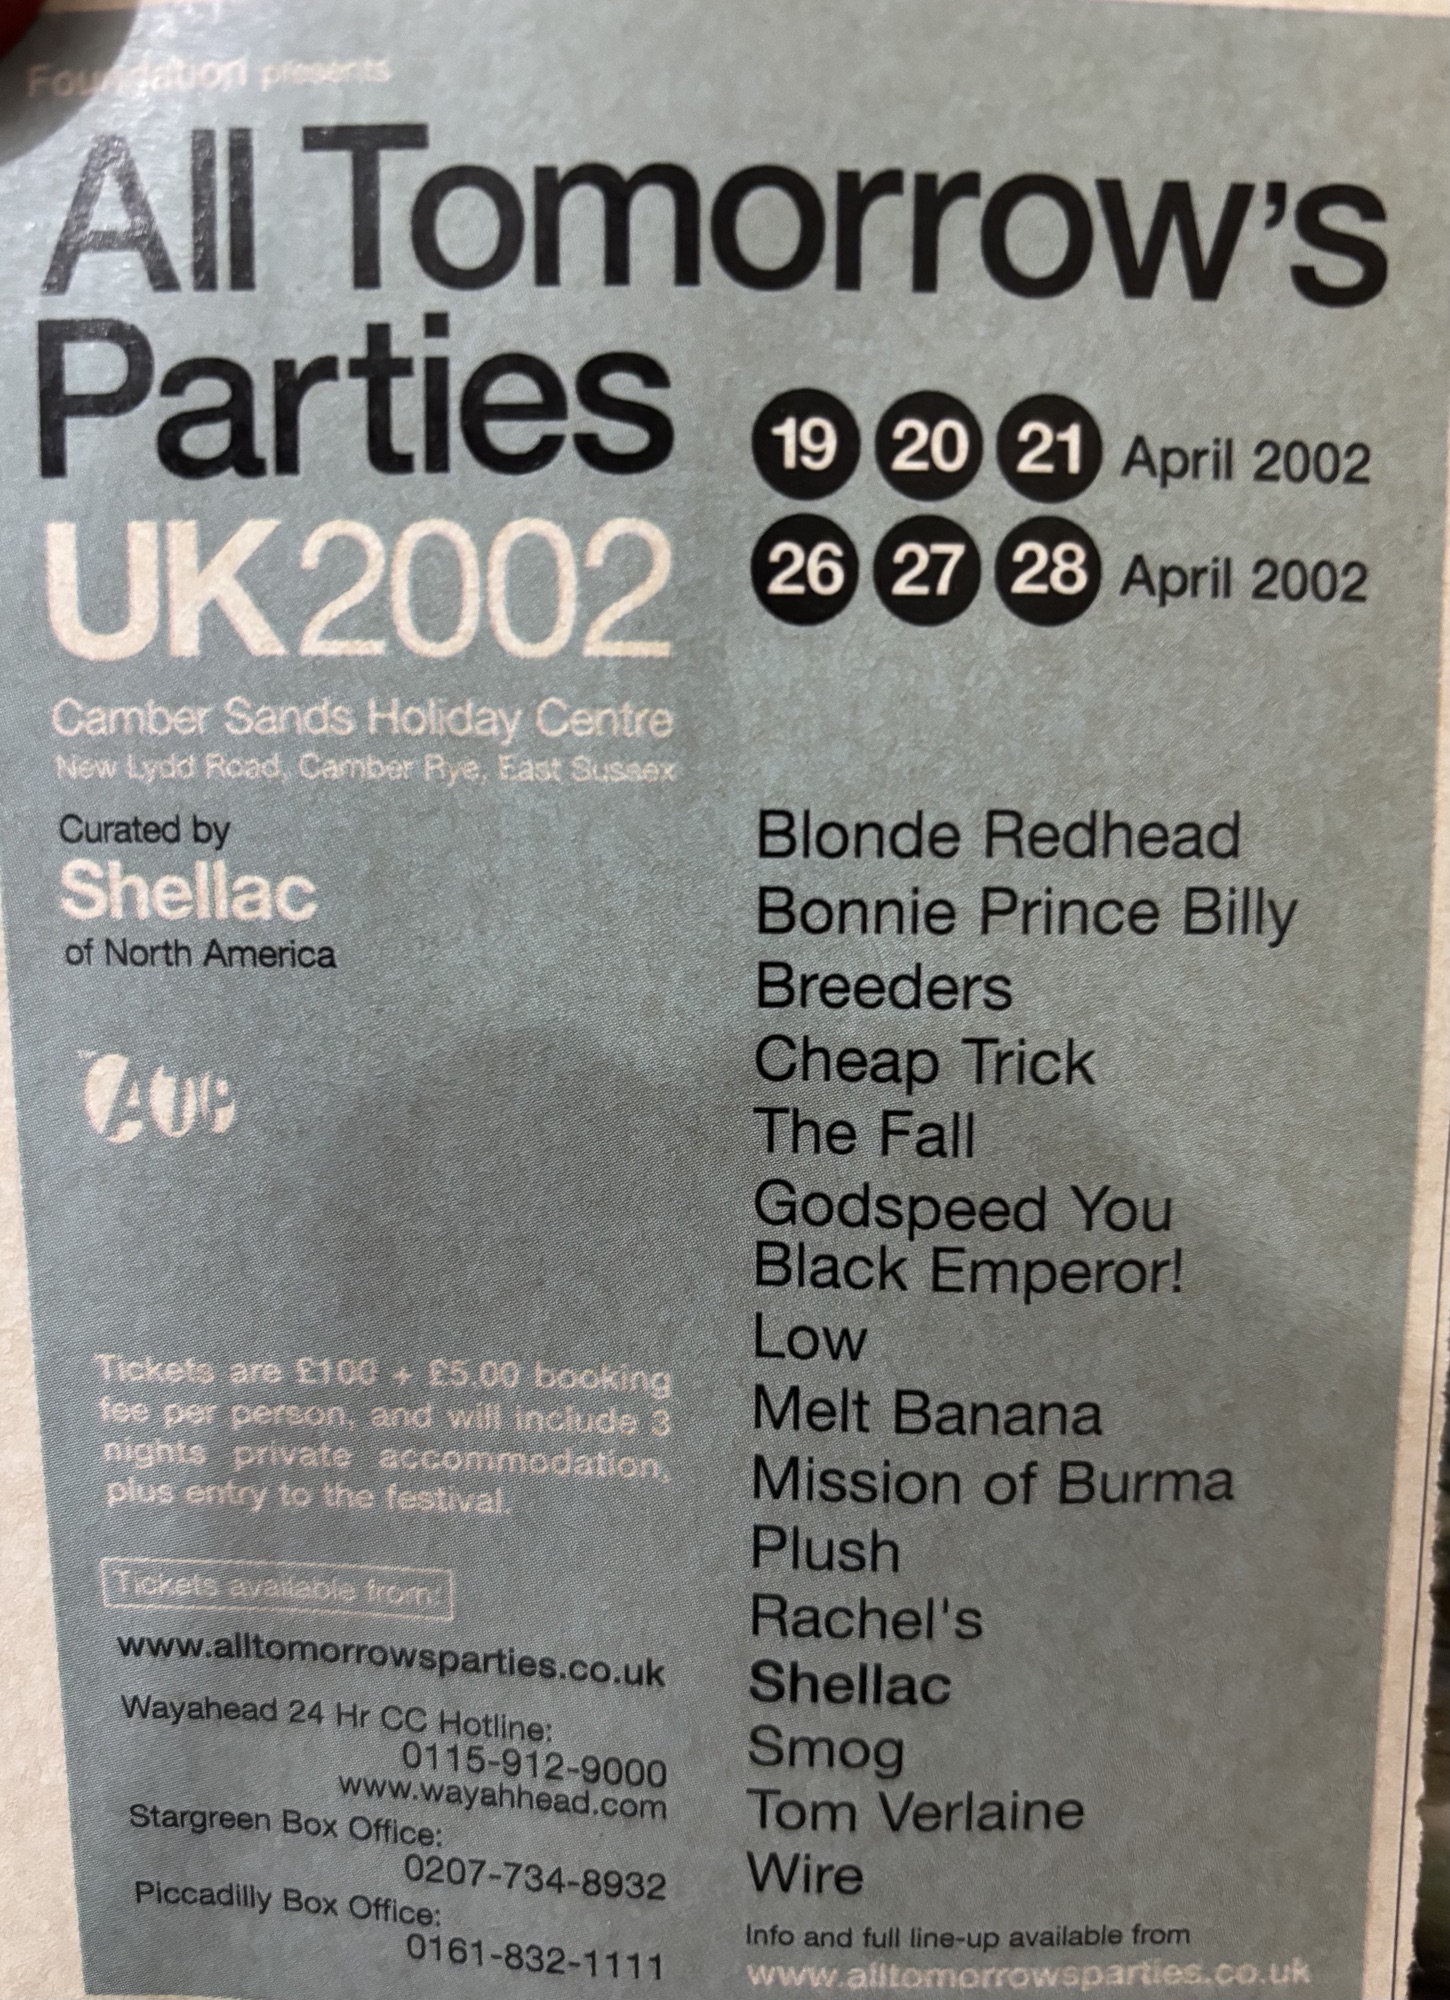 Foundation presents
All Tomorrow's
Parties
UK2002
19 20 21 April 2002
26 27 28 April 2002
Camber Sands Holiday Centre
New Lydd Road, Camber Rye, East Sussex
Curated by
Shellac
of North America
Tickets are £100 + £5.00 booking
fee per person, and will include 3
nights private accommodation,
plus entry to the festival.
Tickets available from:
www.alltomorrowsparties.co.uk
Wayahead 24 Hr CC Hotline:
0115-912-9000
www.wayahhead.com
Stargreen Box Office:
0207-734-8932
Piccadilly Box Office:
0161-832-1111
Blonde Redhead
Bonnie Prince Billy
Breeders
Cheap Trick
The Fall
Godspeed You
Black Emperor!
Low
Melt Banana
Mission of Burma
Plush
Rachel's
Shellac
Smog
Tom Verlaine
Wire
Info and full line-up available from
www.alltomorrowsparties.co.uk